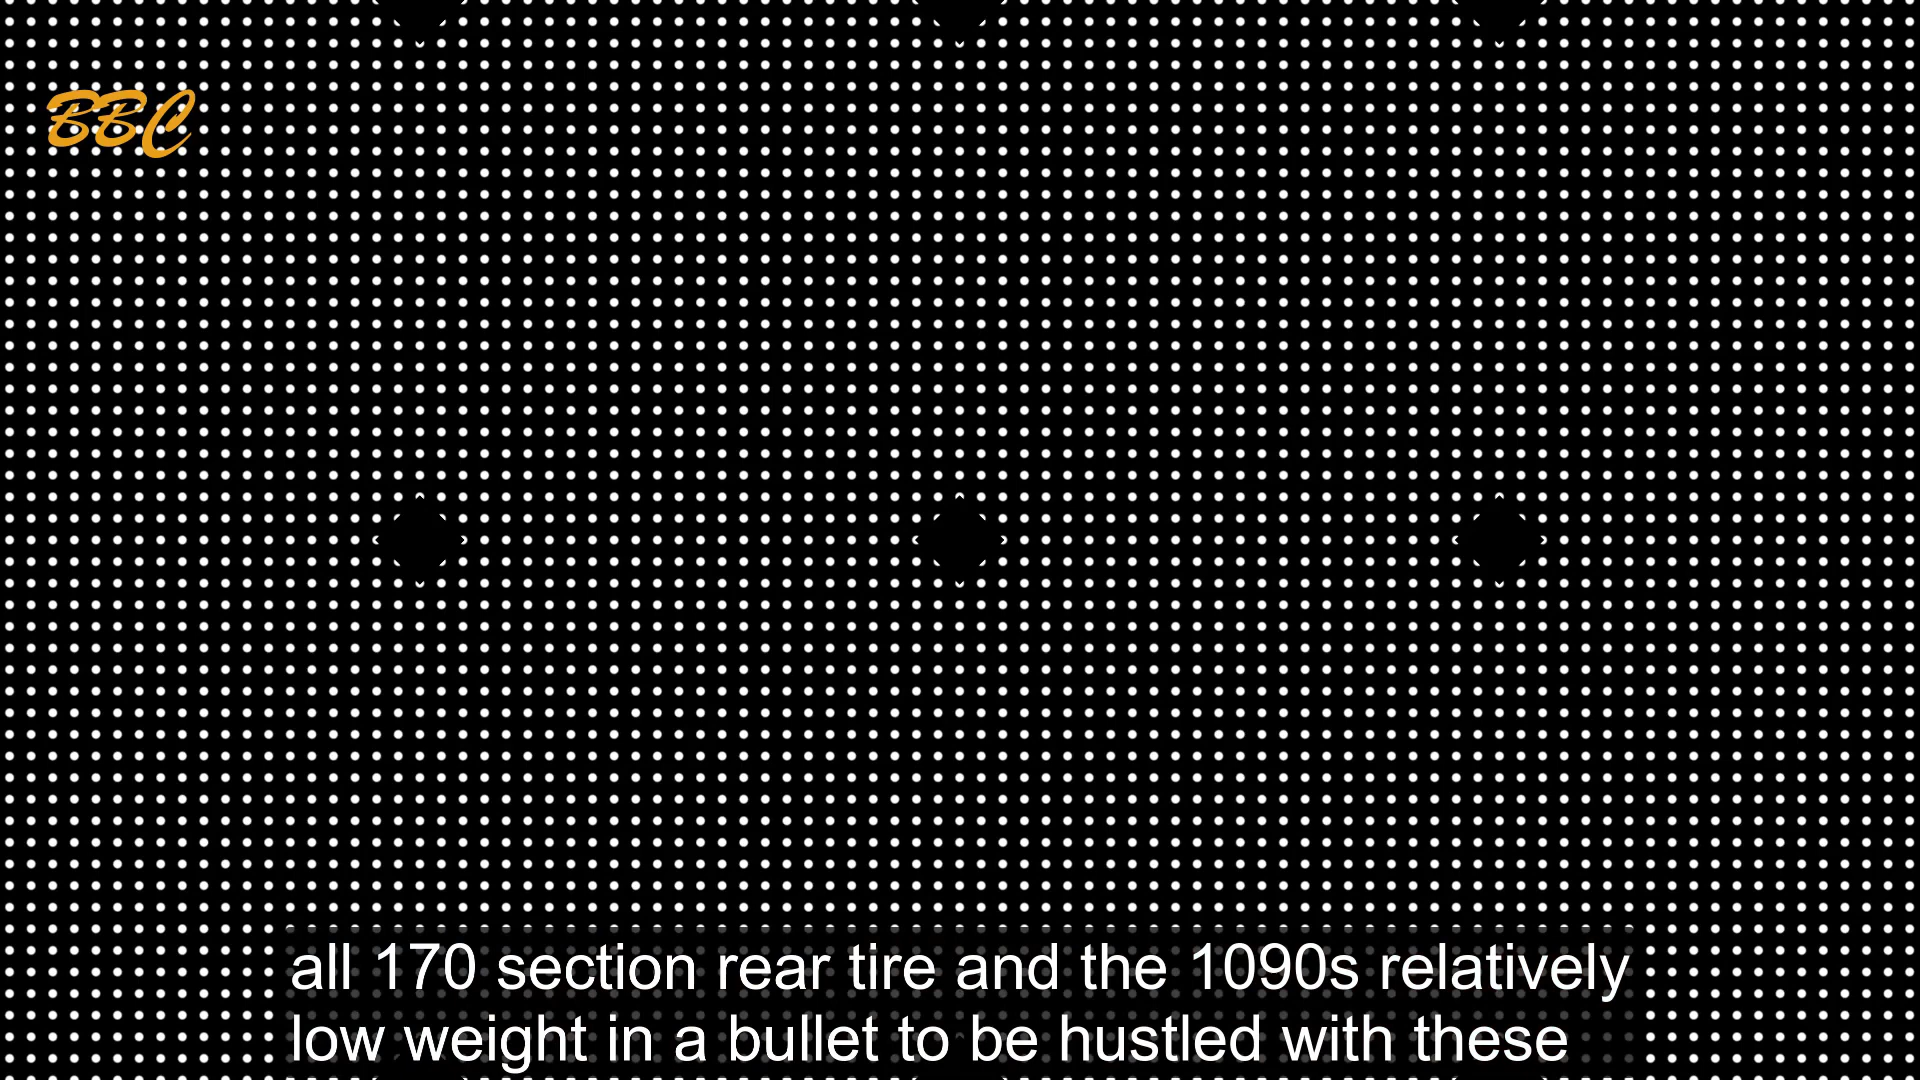 BBC
all 170 section rear tire and the 1090s relatively
low weight in a bullet to be hustled with these